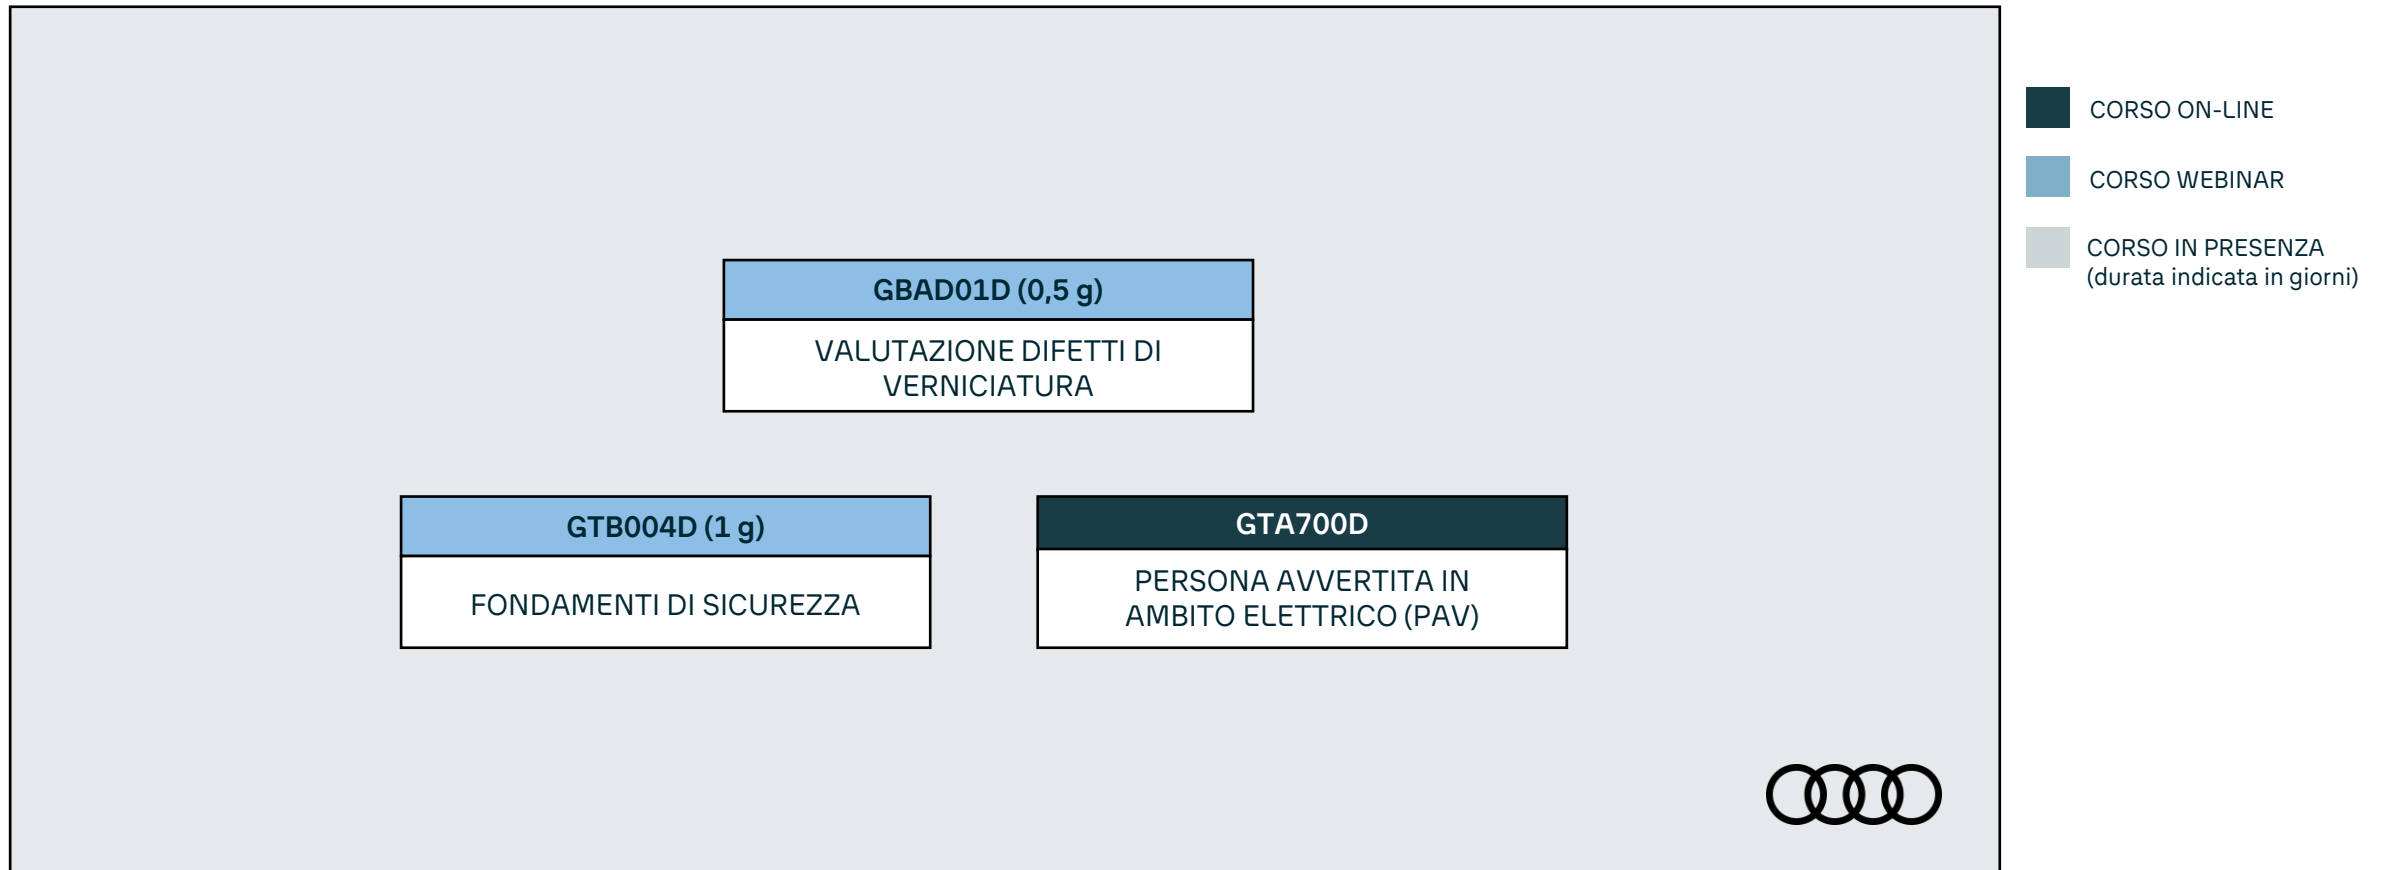 CORSO ON-LINE
CORSO WEBINAR
CORSO IN PRESENZA
(durata indicata in giorni)
GBAD01D (0,5 g)
VALUTAZIONE DIFETTI DI
VERNICIATURA
GTB004D (1 g)
FONDAMENTI DI SICUREZZA
GTA700D
PERSONA AVVERTITA IN
AMBITO ELETTRICO (PAV)